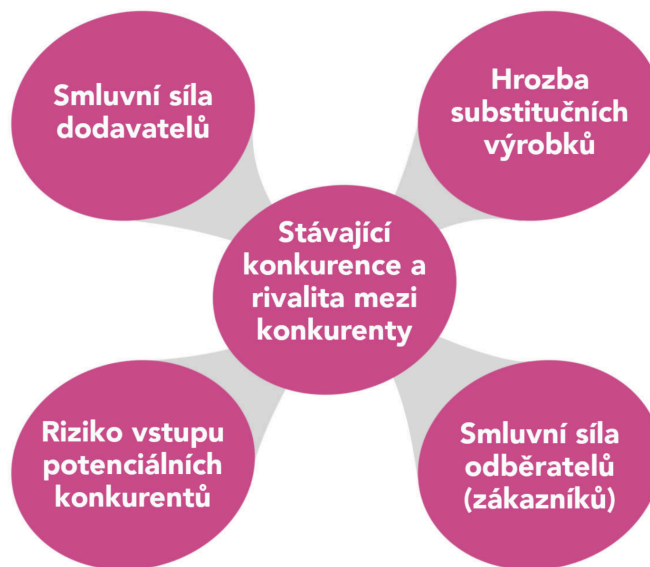 Smluvní síla
dodavatelů
Hrozba
substitučních
výrobků
Stávající
konkurence a
rivalita mezi
konkurenty
Riziko vstupu
potenciálních
konkurentů
Smluvní síla
odběratelů
(zákazníků)